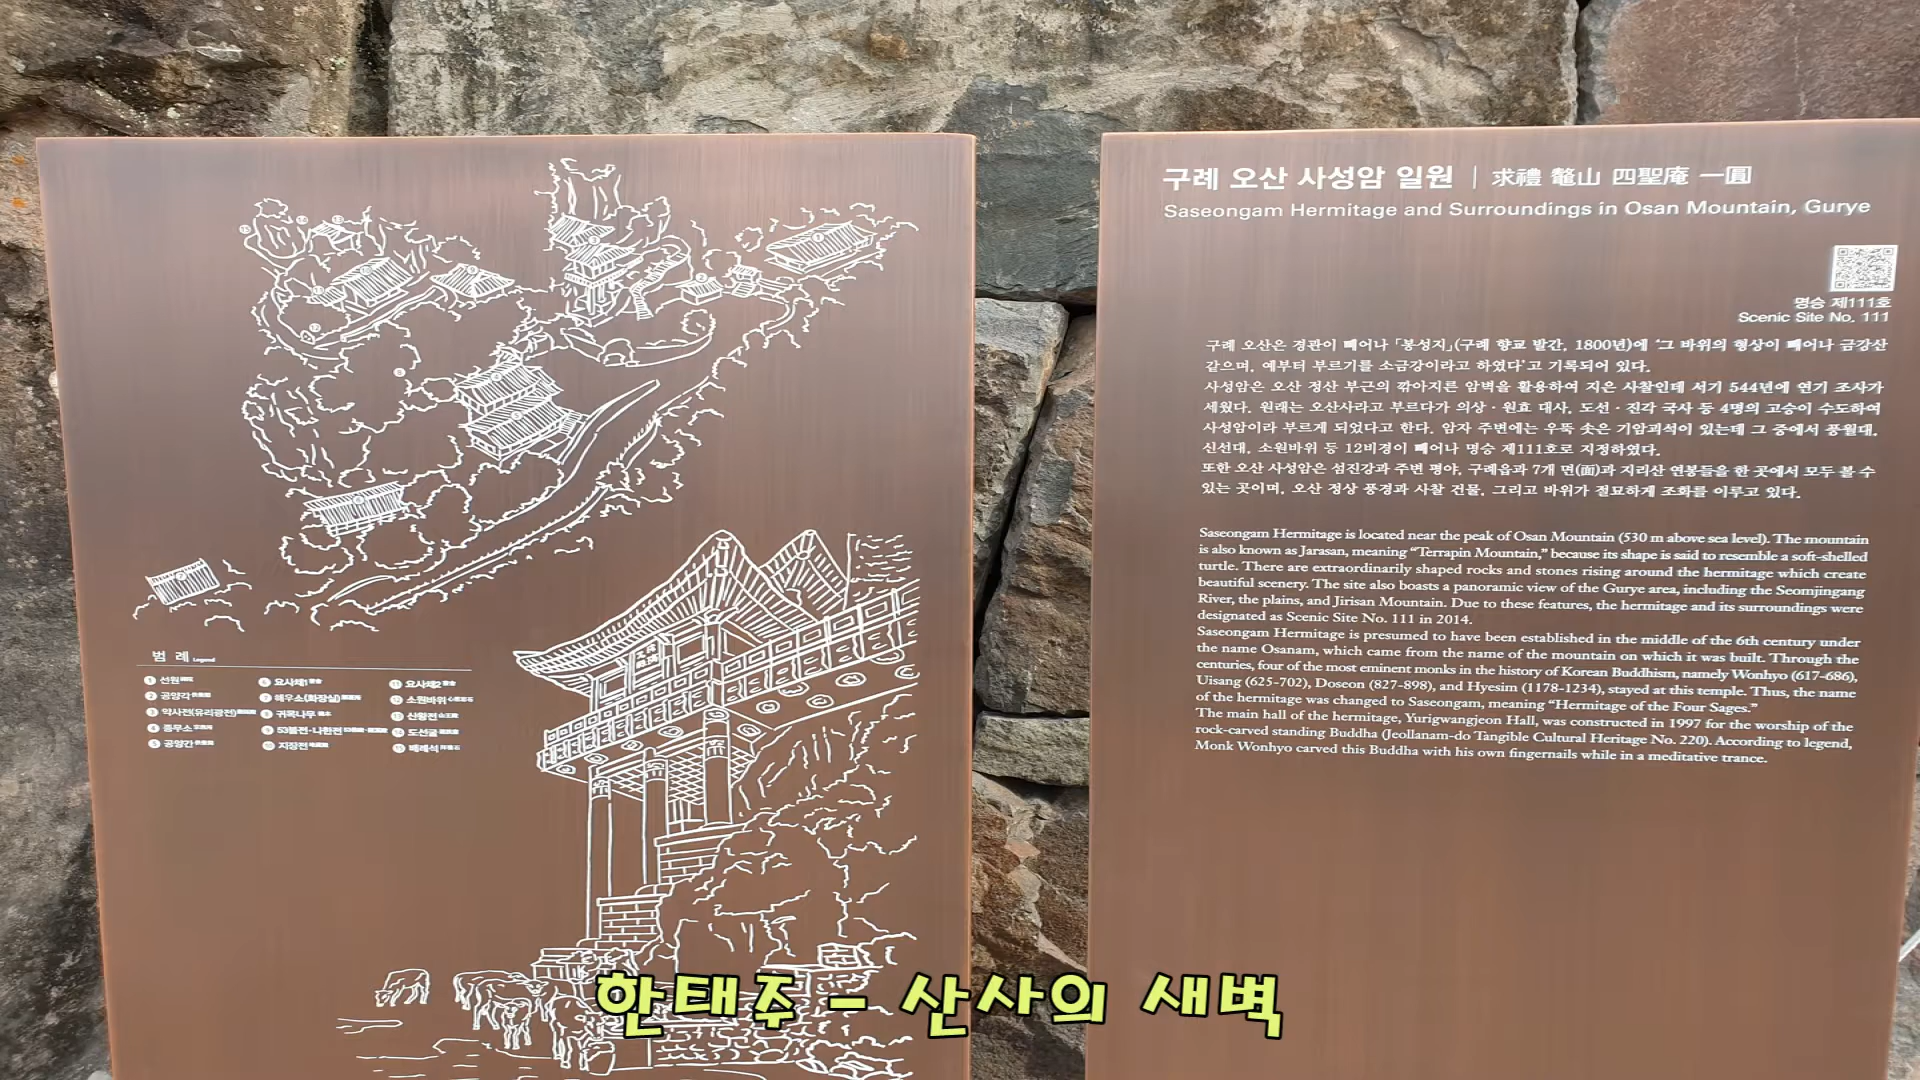 범 례 Legend
1 선원
2 공양각
3 약사전(유리광전)
4 종무소
5 공양간
6 요사채1
7 해우소(화장실)
8 귀목나무
9 53불전·나한전
10 지장전
11 요사채2
12 소원바위
13 산왕전
14 도선굴
15 배례석
구례 오산 사성암 일원 | 求禮 鼇山 四聖庵 一圓
Saseongam Hermitage and Surroundings in Osan Mountain, Gurye
명승 제111호
Scenic Site No. 111
구례 오산은 경관이 빼어나 「봉성지」(구례 향교 발간, 1800년)에 '그 바위의 형상이 빼어나 금강산
같으며, 예부터 부르기를 소금강이라고 하였다'고 기록되어 있다.
사성암은 오산 정산 부근의 깎아지른 암벽을 활용하여 지은 사찰인데 서기 544년에 연기 조사가
세웠다. 원래는 오산사라고 부르다가 의상 · 원효 대사, 도선 · 진각 국사 등 4명의 고승이 수도하여
사성암이라 부르게 되었다고 한다. 암자 주변에는 우뚝 솟은 기암괴석이 있는데 그 중에서 풍월대,
신선대, 소원바위 등 12비경이 빼어나 명승 제111호로 지정하였다.
또한 오산 사성암은 섬진강과 주변 평야, 구례읍과 7개 면(面)과 지리산 연봉들을 한 곳에서 모두 볼 수
있는 곳이며, 오산 정상 풍경과 사찰 건물, 그리고 바위가 절묘하게 조화를 이루고 있다.
Saseongam Hermitage is located near the peak of Osan Mountain (530 m above sea level). The mountain
is also known as Jarasan, meaning “Terrapin Mountain,” because its shape is said to resemble a soft-shelled
turtle. There are extraordinarily shaped rocks and stones rising around the hermitage which create
beautiful scenery. The site also boasts a panoramic view of the Gurye area, including the Seomjingang
River, the plains, and Jirisan Mountain. Due to these features, the hermitage and its surroundings were
designated as Scenic Site No. 111 in 2014.
Saseongam Hermitage is presumed to have been established in the middle of the 6th century under
the name Osanam, which came from the name of the mountain on which it was built. Through the
centuries, four of the most eminent monks in the history of Korean Buddhism, namely Wonhyo (617-686),
Uisang (625-702), Doseon (827-898), and Hyesim (1178-1234), stayed at this temple. Thus, the name
of the hermitage was changed to Saseongam, meaning “Hermitage of the Four Sages.”
The main hall of the hermitage, Yurigwangjeon Hall, was constructed in 1997 for the worship of the
rock-carved standing Buddha (Jeollanam-do Tangible Cultural Heritage No. 220). According to legend,
Monk Wonhyo carved this Buddha with his own fingernails while in a meditative trance.
한태주 - 산사의 새벽